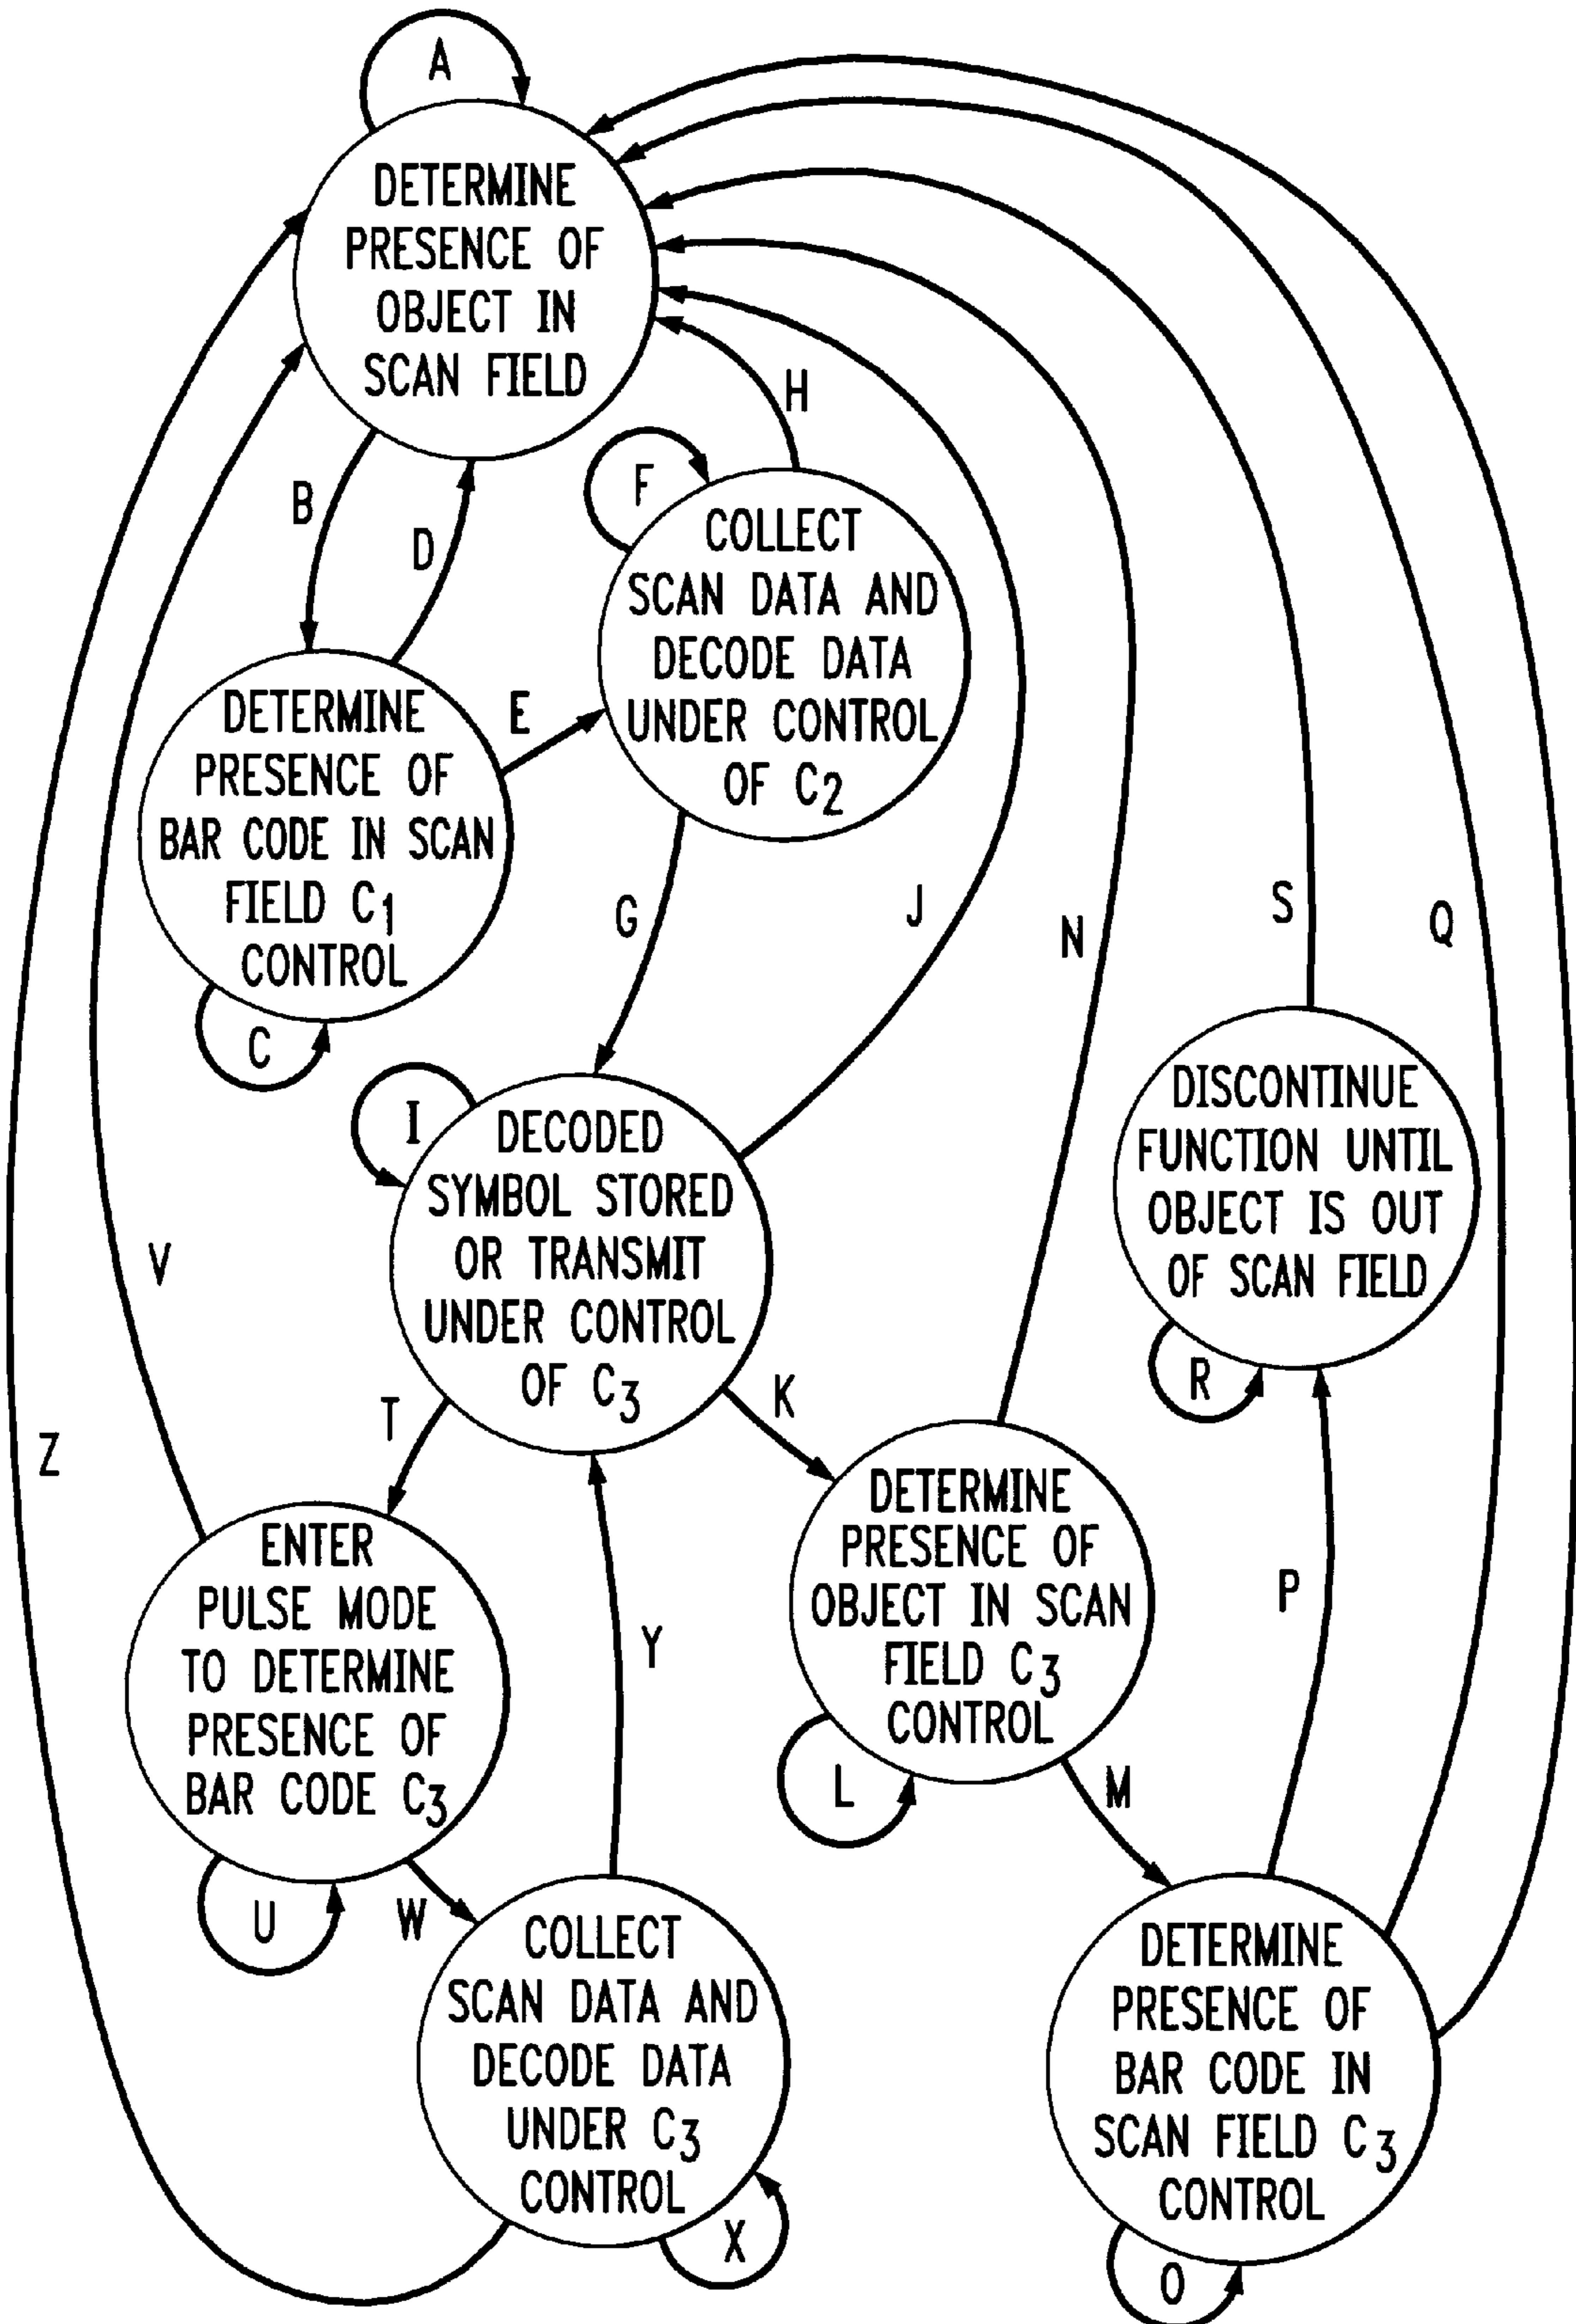 A
DETERMINE
PRESENCE OF
OBJECT IN
SCAN FIELD
H
B
D
F
COLLECT
SCAN DATA AND
DECODE DATA
UNDER CONTROL
OF C2
E
DETERMINE
PRESENCE OF
BAR CODE IN SCAN
FIELD C1
CONTROL
C
G
J
N
S
Q
I
DECODED
SYMBOL STORED
OR TRANSMIT
UNDER CONTROL
OF C3
DISCONTINUE
FUNCTION UNTIL
OBJECT IS OUT
OF SCAN FIELD
R
V
Z
T
K
ENTER
PULSE MODE
TO DETERMINE
PRESENCE OF
BAR CODE C3
U
W
Y
DETERMINE
PRESENCE OF
OBJECT IN SCAN
FIELD C3
CONTROL
L
M
P
COLLECT
SCAN DATA AND
DECODE DATA
UNDER C3
CONTROL
X
DETERMINE
PRESENCE OF
BAR CODE IN
SCAN FIELD C3
CONTROL
O